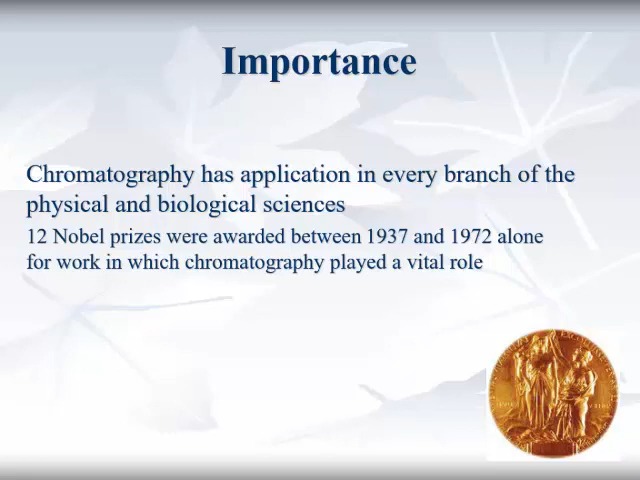 Importance
Chromatography has application in every branch of the
physical and biological sciences
12 Nobel prizes were awarded between 1937 and 1972 alone
for work in which chromatography played a vital role